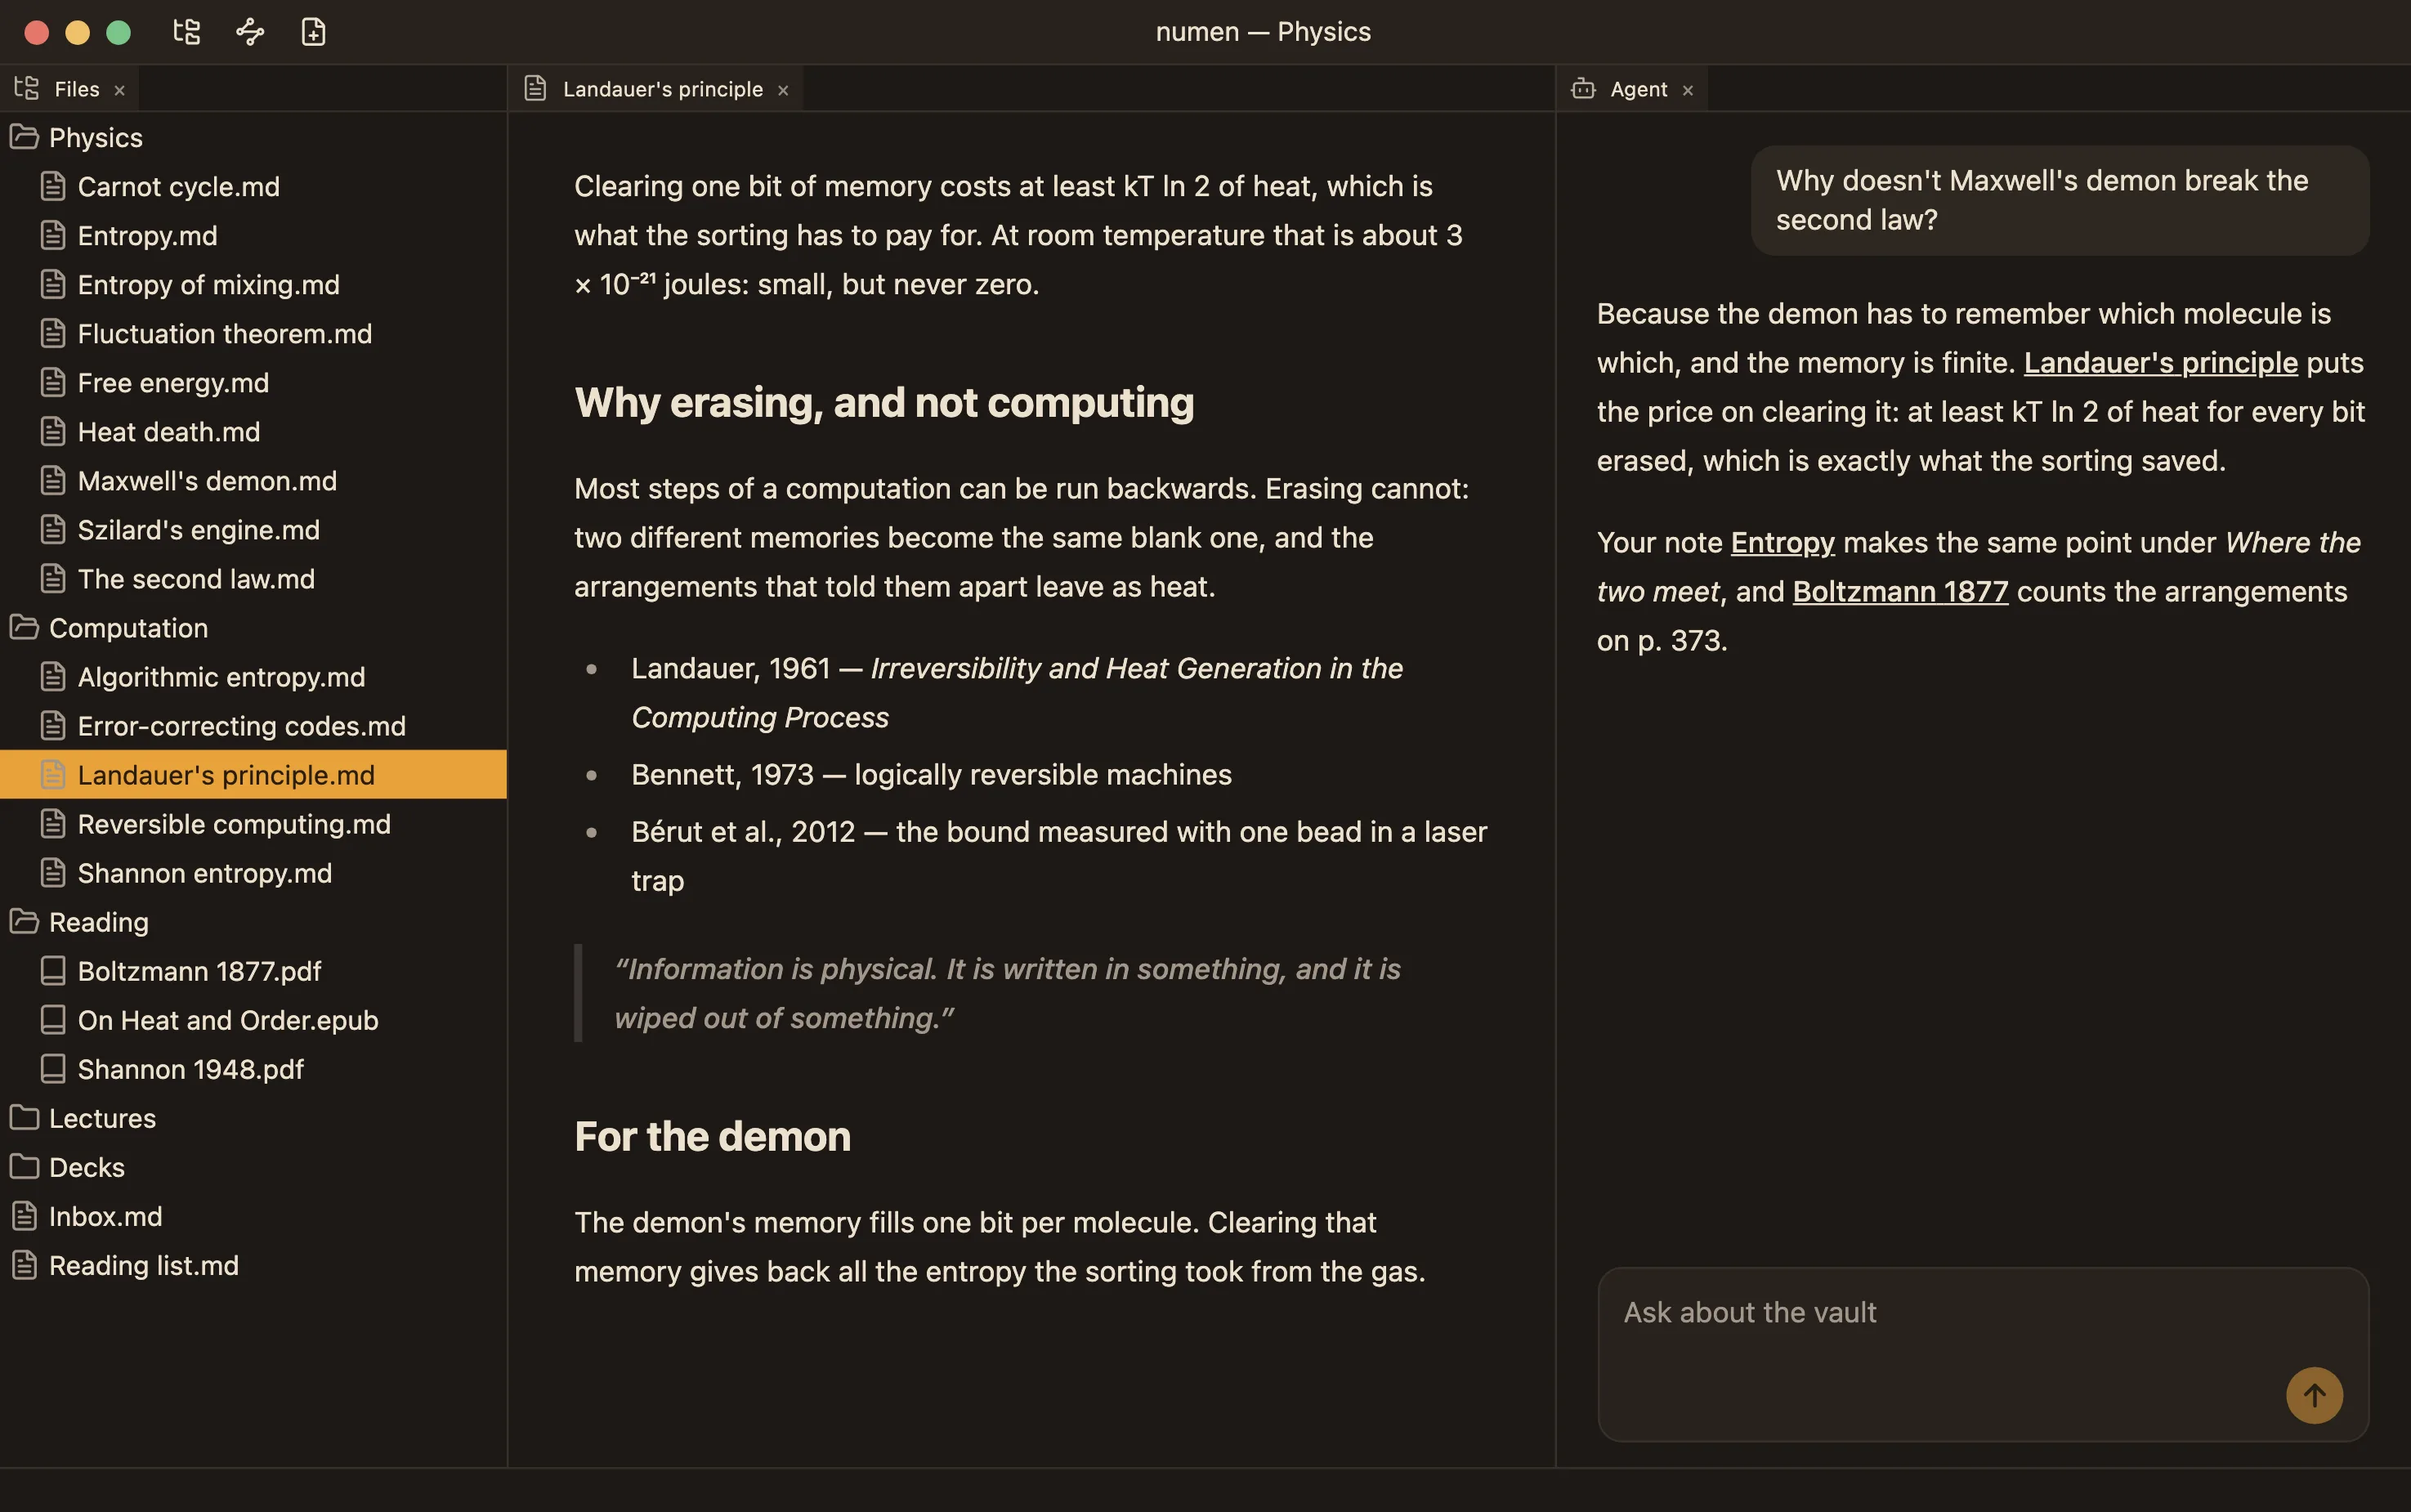 numen — Physics
Files ×
Landauer's principle ×
Agent ×
Physics
Carnot cycle.md
Entropy.md
Entropy of mixing.md
Fluctuation theorem.md
Free energy.md
Heat death.md
Maxwell's demon.md
Szilard's engine.md
The second law.md
Computation
Algorithmic entropy.md
Error-correcting codes.md
Landauer's principle.md
Reversible computing.md
Shannon entropy.md
Reading
Boltzmann 1877.pdf
On Heat and Order.epub
Shannon 1948.pdf
Lectures
Decks
Inbox.md
Reading list.md
Clearing one bit of memory costs at least kT ln 2 of heat, which is
what the sorting has to pay for. At room temperature that is about 3
× 10⁻²¹ joules: small, but never zero.
Why erasing, and not computing
Most steps of a computation can be run backwards. Erasing cannot:
two different memories become the same blank one, and the
arrangements that told them apart leave as heat.
• Landauer, 1961 — Irreversibility and Heat Generation in the
Computing Process
• Bennett, 1973 — logically reversible machines
• Bérut et al., 2012 — the bound measured with one bead in a laser
trap
“Information is physical. It is written in something, and it is
wiped out of something.”
For the demon
The demon's memory fills one bit per molecule. Clearing that
memory gives back all the entropy the sorting took from the gas.
Why doesn't Maxwell's demon break the
second law?
Because the demon has to remember which molecule is
which, and the memory is finite. Landauer's principle puts
the price on clearing it: at least kT ln 2 of heat for every bit
erased, which is exactly what the sorting saved.
Your note Entropy makes the same point under Where the
two meet, and Boltzmann 1877 counts the arrangements
on p. 373.
Ask about the vault